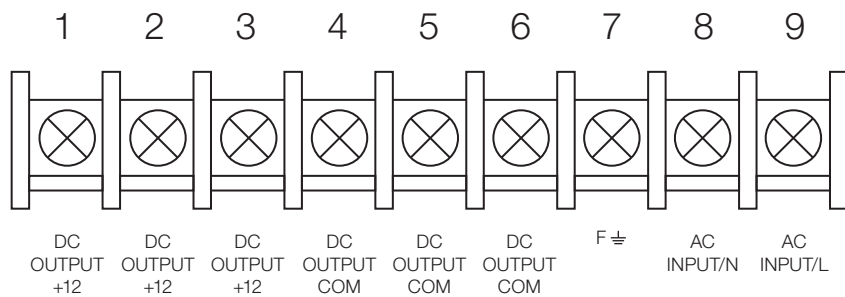 1 2 3 4 5 6 7 8 9
DC DC DC DC DC DC F ⏚ AC AC
OUTPUT OUTPUT OUTPUT OUTPUT OUTPUT OUTPUT INPUT/N INPUT/L
+12 +12 +12 COM COM COM